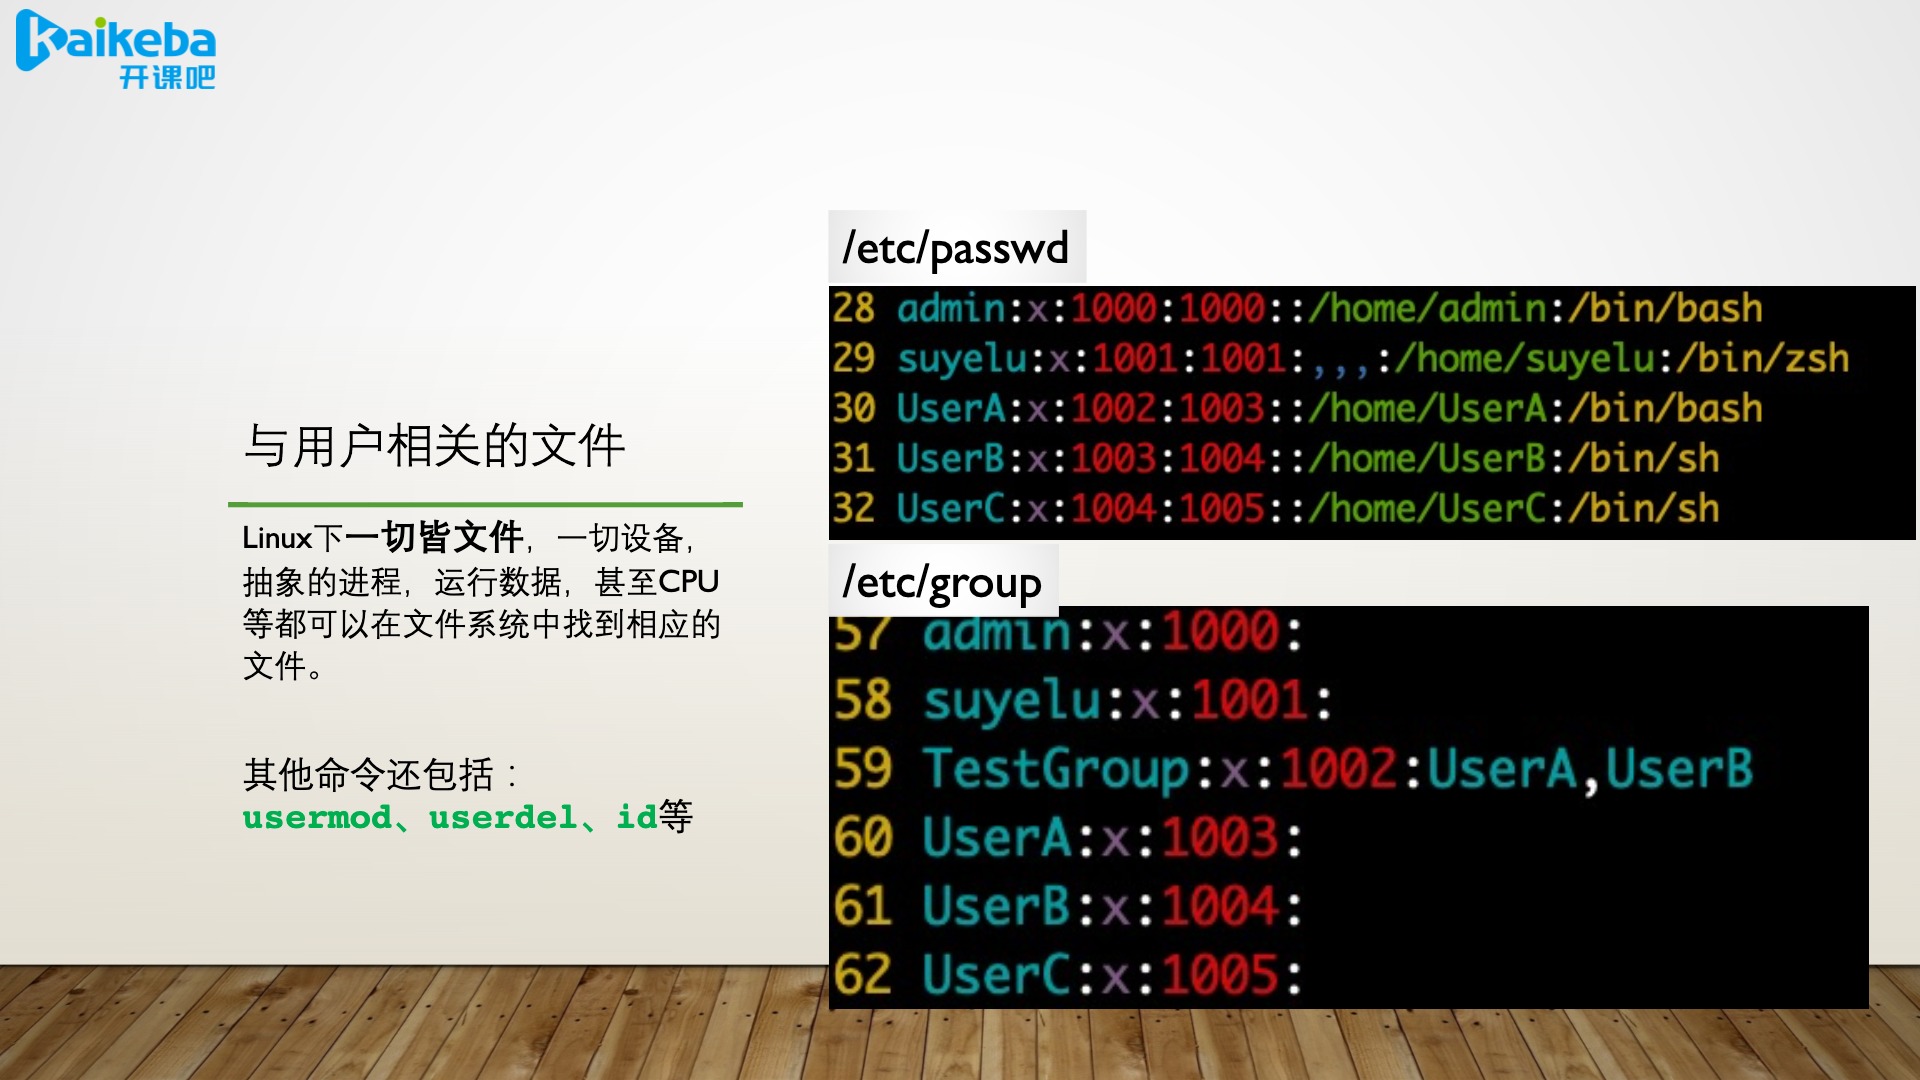 kaikeba
开课吧
与用户相关的文件
Linux下一切皆文件，一切设备，
抽象的进程，运行数据，甚至CPU
等都可以在文件系统中找到相应的
文件。
其他命令还包括：
usermod、userdel、id等
/etc/passwd
28 admin:x:1000:1000::/home/admin:/bin/bash
29 suyelu:x:1001:1001:,,,:/home/suyelu:/bin/zsh
30 UserA:x:1002:1003::/home/UserA:/bin/bash
31 UserB:x:1003:1004::/home/UserB:/bin/sh
32 UserC:x:1004:1005::/home/UserC:/bin/sh
/etc/group
57 admin:x:1000:
58 suyelu:x:1001:
59 TestGroup:x:1002:UserA,UserB
60 UserA:x:1003:
61 UserB:x:1004:
62 UserC:x:1005: